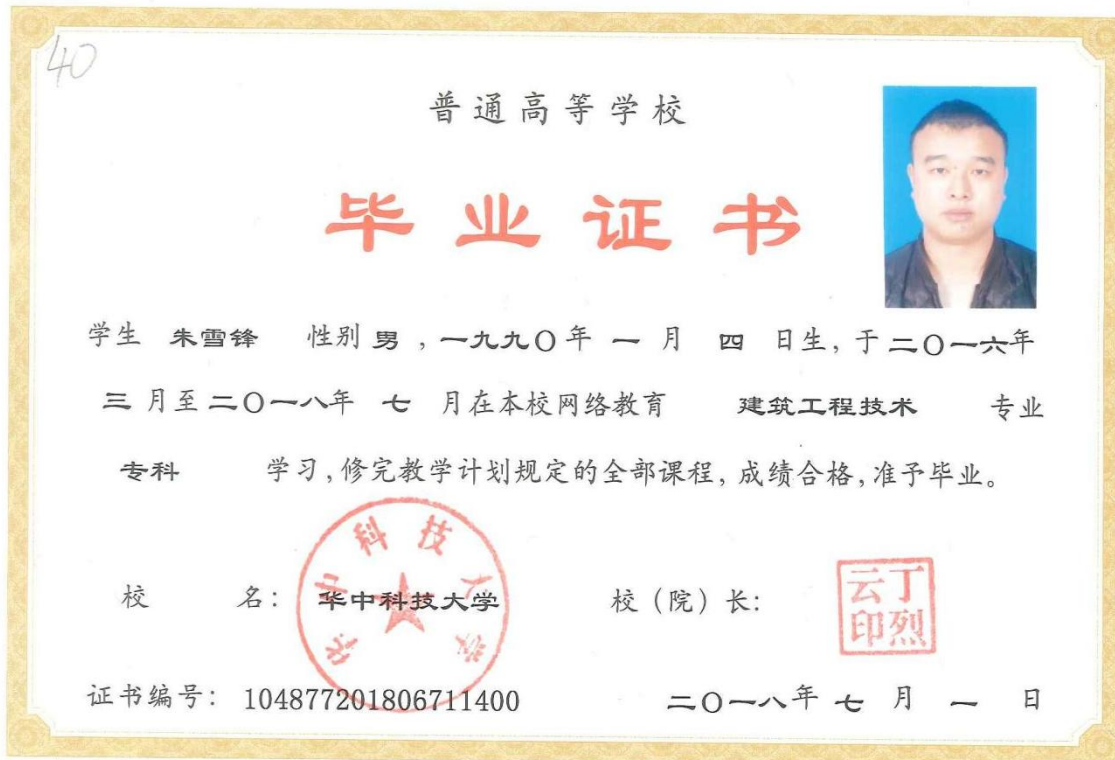 40
普通高等学校
毕业证书
学生 朱雪锋 性别 男 , 一九九〇年 一 月 四 日生, 于 二〇一六年
三 月至 二〇一八年 七 月在本校网络教育 建筑工程技术 专业
专科 学习, 修完教学计划规定的全部课程, 成绩合格, 准予毕业。
华中科技大学
校 名: 华中科技大学 校 (院) 长:
丁烈云印
证书编号: 104877201806711400 二〇一八年 七 月 一 日